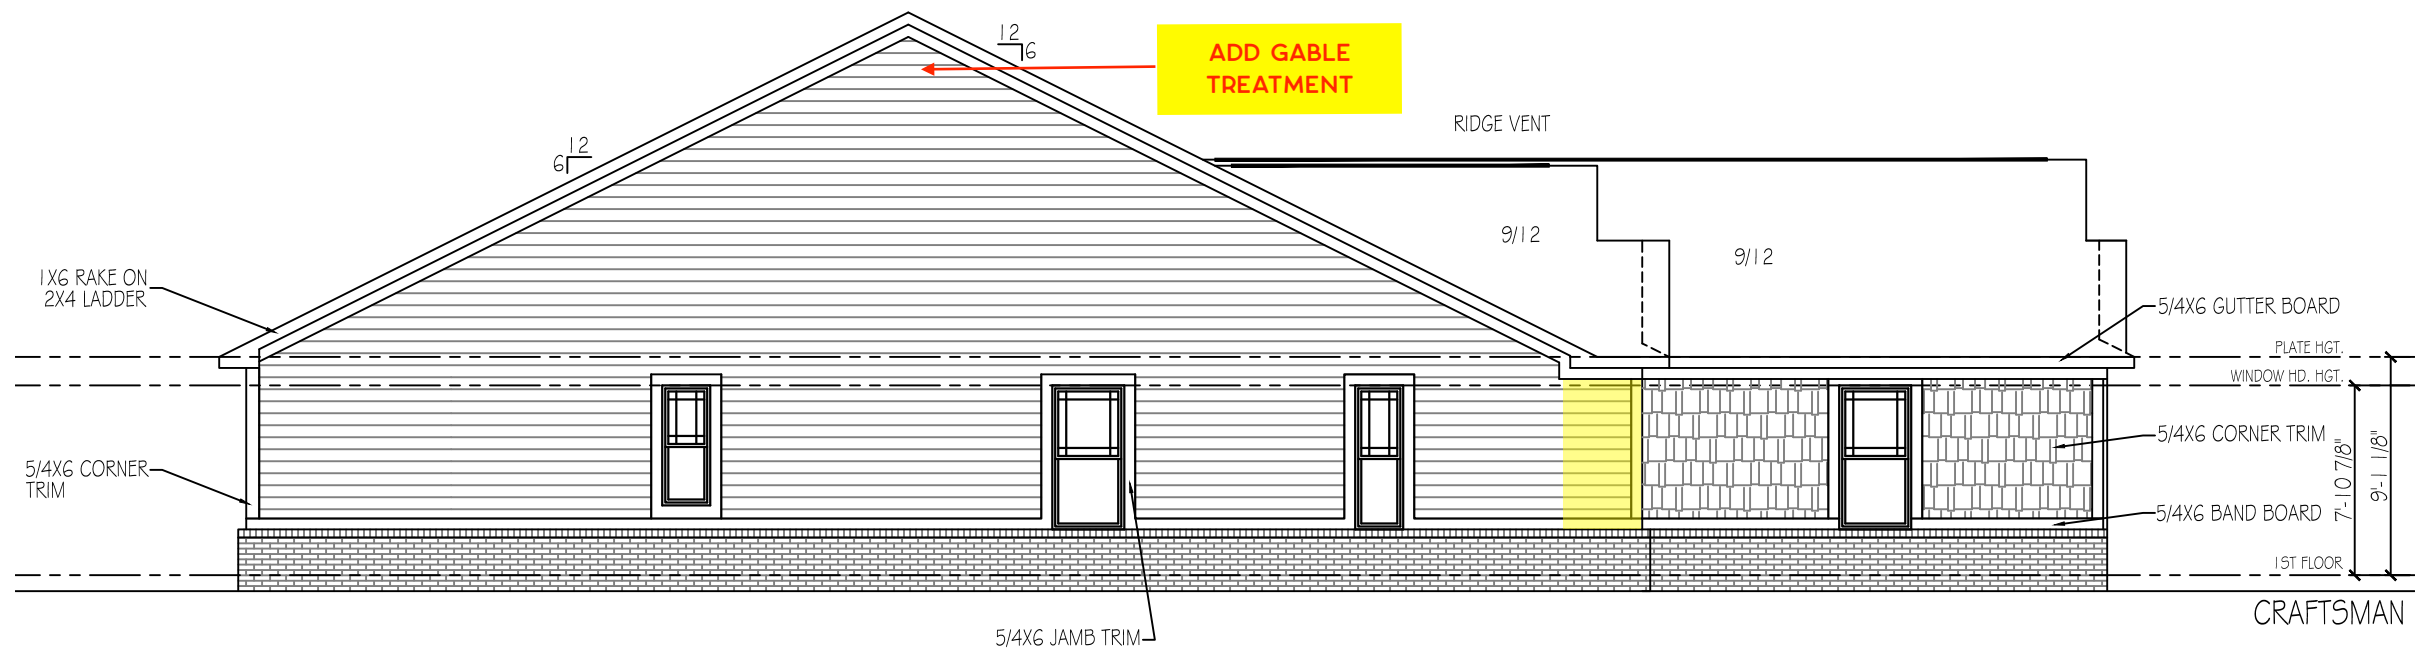 12
6
ADD GABLE
TREATMENT
RIDGE VENT
12
6
9/12
9/12
1X6 RAKE ON
2X4 LADDER
5/4X6 GUTTER BOARD
PLATE HGT.
WINDOW HD. HGT.
5/4X6 CORNER TRIM
5/4X6 CORNER
TRIM
7'-10 7/8"
9'-1 1/8"
5/4X6 BAND BOARD
1ST FLOOR
CRAFTSMAN
5/4X6 JAMB TRIM